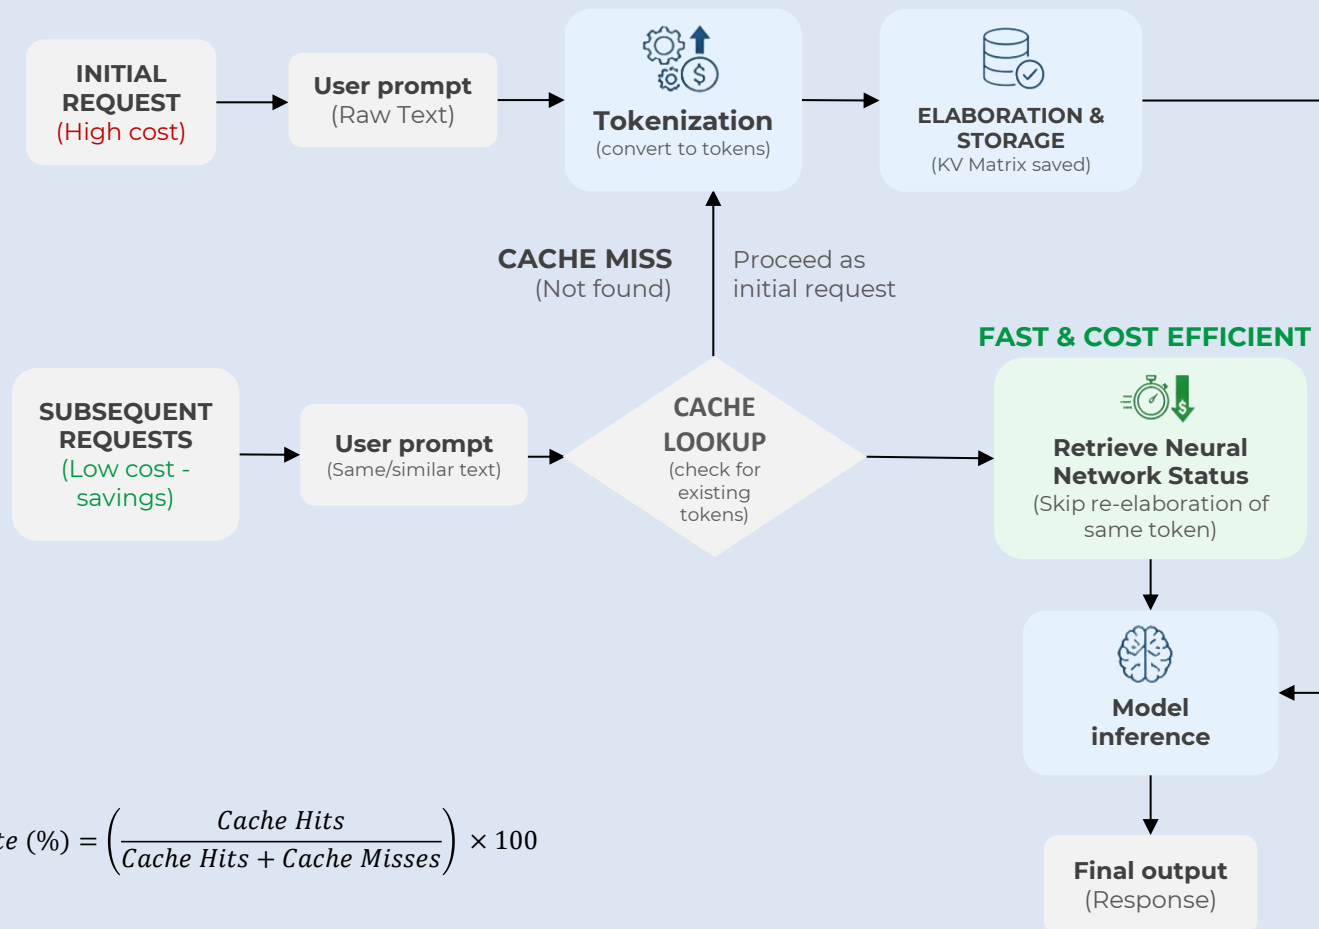 INITIAL
REQUEST
(High cost)
User prompt
(Raw Text)
Tokenization
(convert to tokens)
ELABORATION &
STORAGE
(KV Matrix saved)
CACHE MISS
(Not found)
Proceed as
initial request
FAST & COST EFFICIENT
SUBSEQUENT
REQUESTS
(Low cost -
savings)
User prompt
(Same/similar text)
CACHE
LOOKUP
(check for
existing
tokens)
Retrieve Neural
Network Status
(Skip re-elaboration of
same token)
Model
inference
(%) = (Cache Hits / Cache Hits + Cache Misses) × 100
Final output
(Response)